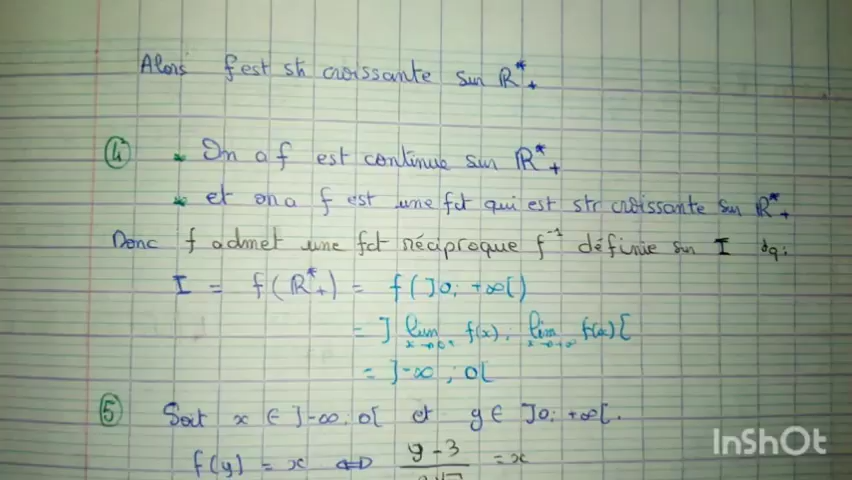 Alors f est str croissante sur ℝ*₊
④ * On a f est continue sur ℝ*₊
* et on a f est une fct qui est str croissante sur ℝ*₊
Donc f admet une fct réciproque f⁻¹ définie sur I tq:
I = f(ℝ*₊) = f(]0; +∞[)
= ] lim x→0⁺ f(x); lim x→+∞ f(x) [
= ]-∞ ; 0[
⑤ Soit x ∈ ]-∞; 0[ et y ∈ ]0; +∞[.
f(y) = x ⇔ y - 3 = x
InShOt